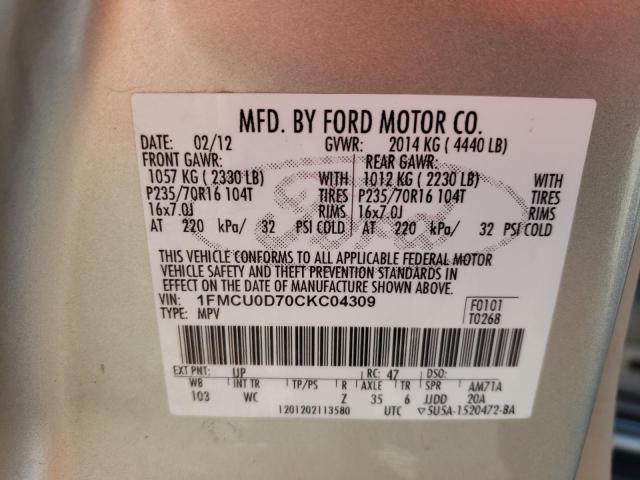 MFD. BY FORD MOTOR CO.
DATE: 02/12 GVWR: 2014 KG ( 4440 LB)
FRONT GAWR: REAR GAWR:
1057 KG ( 2330 LB) WITH 1012 KG ( 2230 LB) WITH
P235/70R16 104T TIRES P235/70R16 104T TIRES
16x7.0J RIMS 16x7.0J RIMS
AT 220 kPa/ 32 PSI COLD AT 220 kPa/ 32 PSI COLD
THIS VEHICLE CONFORMS TO ALL APPLICABLE FEDERAL MOTOR
VEHICLE SAFETY AND THEFT PREVENTION STANDARDS IN
EFFECT ON THE DATE OF MANUFACTURE SHOWN ABOVE.
VIN: 1FMCU0D70CKC04309 F0101
TYPE: MPV T0268
EXT PNT: UP RC: 47 DSO:
WB INT TR TP/PS R AXLE TR SPR AM71A
103 WC Z 35 6 JJDD 20A
1201202113580 UTC ▽5U5A-1520472-BA
Ford